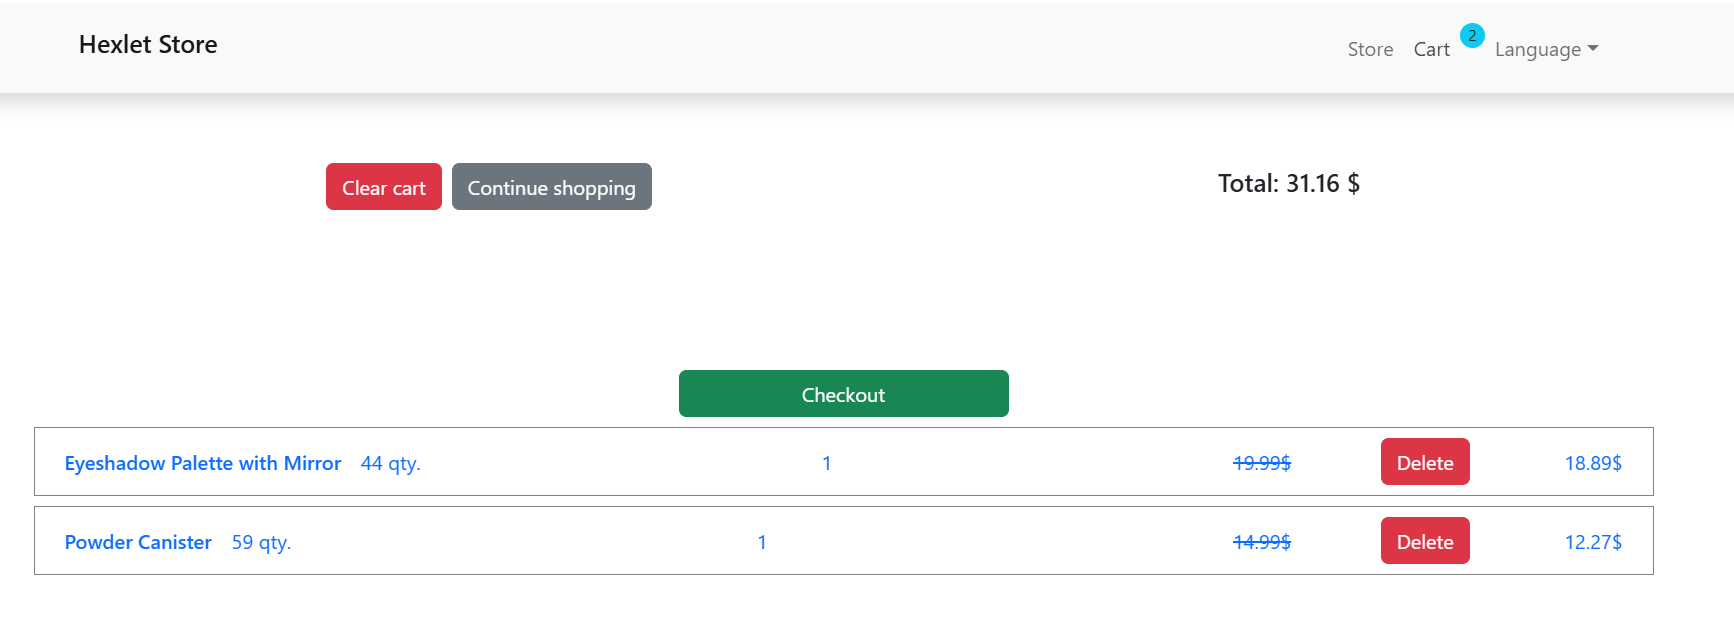 Hexlet Store
Store Cart 2 Language
Clear cart Continue shopping Total: 31.16 $
Checkout
Eyeshadow Palette with Mirror 44 qty. 1 19.99$ Delete 18.89$
Powder Canister 59 qty. 1 14.99$ Delete 12.27$